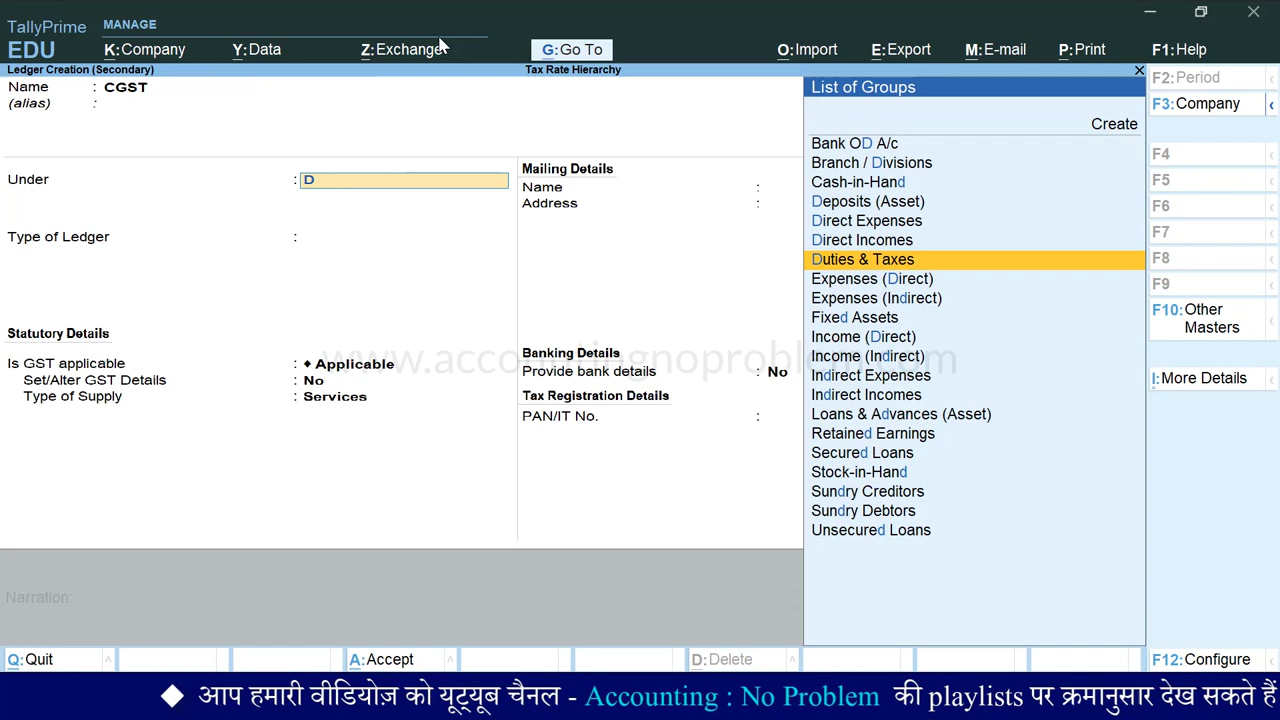 TallyPrime
MANAGE
EDU
K:Company
Y:Data
Z:Exchange
G:Go To
O:Import
E:Export
M:E-mail
P:Print
F1:Help
Ledger Creation (Secondary)
Tax Rate Hierarchy
Name : CGST
(alias) :
Under : D
Type of Ledger :
Statutory Details
Is GST applicable : ♦ Applicable
Set/Alter GST Details : No
Type of Supply : Services
Mailing Details
Name :
Address :
Banking Details
Provide bank details : No
Tax Registration Details
PAN/IT No. :
www.accountingnoproblem.com
List of Groups
Create
Bank OD A/c
Branch / Divisions
Cash-in-Hand
Deposits (Asset)
Direct Expenses
Direct Incomes
Duties & Taxes
Expenses (Direct)
Expenses (Indirect)
Fixed Assets
Income (Direct)
Income (Indirect)
Indirect Expenses
Indirect Incomes
Loans & Advances (Asset)
Retained Earnings
Secured Loans
Stock-in-Hand
Sundry Creditors
Sundry Debtors
Unsecured Loans
F2:Period
F3:Company
F4
F5
F6
F7
F8
F9
F10:Other
Masters
I:More Details
Narration:
Q:Quit
A:Accept
D:Delete
F12:Configure
◆ आप हमारी वीडियोज़ को यूट्यूब चैनल - Accounting : No Problem की playlists पर क्रमानुसार देख सकते हैं